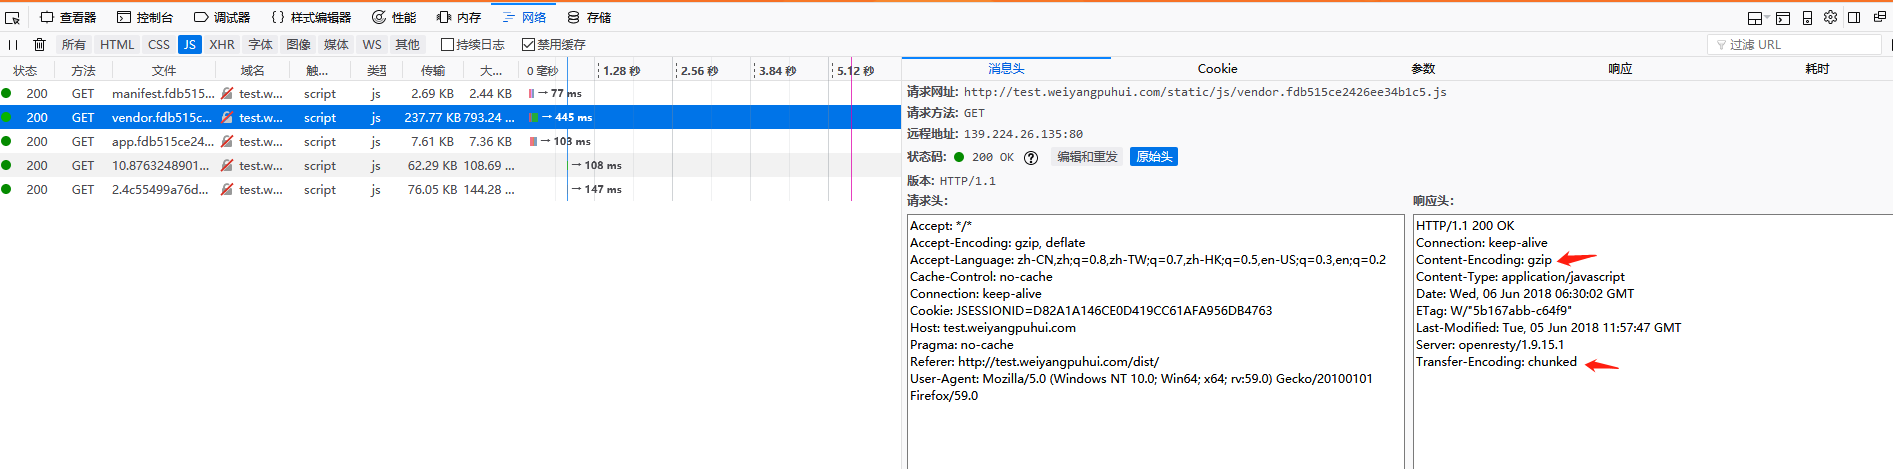 查看器 控制台 调试器 { } 样式编辑器 性能 内存 网络 存储
所有 HTML CSS JS XHR 字体 图像 媒体 WS 其他 持续日志 禁用缓存 过滤 URL
状态 方法 文件 域名 触... 类型 传输 大... 0 毫秒 1.28 秒 2.56 秒 3.84 秒 5.12 秒
200 GET manifest.fdb515... test.w... script js 2.69 KB 2.44 KB → 77 ms
200 GET vendor.fdb515c... test.w... script js 237.77 KB 793.24 ... → 445 ms
200 GET app.fdb515ce24... test.w... script js 7.61 KB 7.36 KB → 103 ms
200 GET 10.8763248901... test.w... script js 62.29 KB 108.69 ... → 108 ms
200 GET 2.4c55499a76d... test.w... script js 76.05 KB 144.28 ... → 147 ms
消息头 Cookie 参数 响应 耗时
请求网址: http://test.weiyangpuhui.com/static/js/vendor.fdb515ce2426ee34b1c5.js
请求方法: GET
远程地址: 139.224.26.135:80
状态码: 200 OK ? 编辑和重发 原始头
版本: HTTP/1.1
请求头:
Accept: */*
Accept-Encoding: gzip, deflate
Accept-Language: zh-CN,zh;q=0.8,zh-TW;q=0.7,zh-HK;q=0.5,en-US;q=0.3,en;q=0.2
Cache-Control: no-cache
Connection: keep-alive
Cookie: JSESSIONID=D82A1A146CE0D419CC61AFA956DB4763
Host: test.weiyangpuhui.com
Pragma: no-cache
Referer: http://test.weiyangpuhui.com/dist/
User-Agent: Mozilla/5.0 (Windows NT 10.0; Win64; x64; rv:59.0) Gecko/20100101
Firefox/59.0
响应头:
HTTP/1.1 200 OK
Connection: keep-alive
Content-Encoding: gzip
Content-Type: application/javascript
Date: Wed, 06 Jun 2018 06:30:02 GMT
ETag: W/"5b167abb-c64f9"
Last-Modified: Tue, 05 Jun 2018 11:57:47 GMT
Server: openresty/1.9.15.1
Transfer-Encoding: chunked